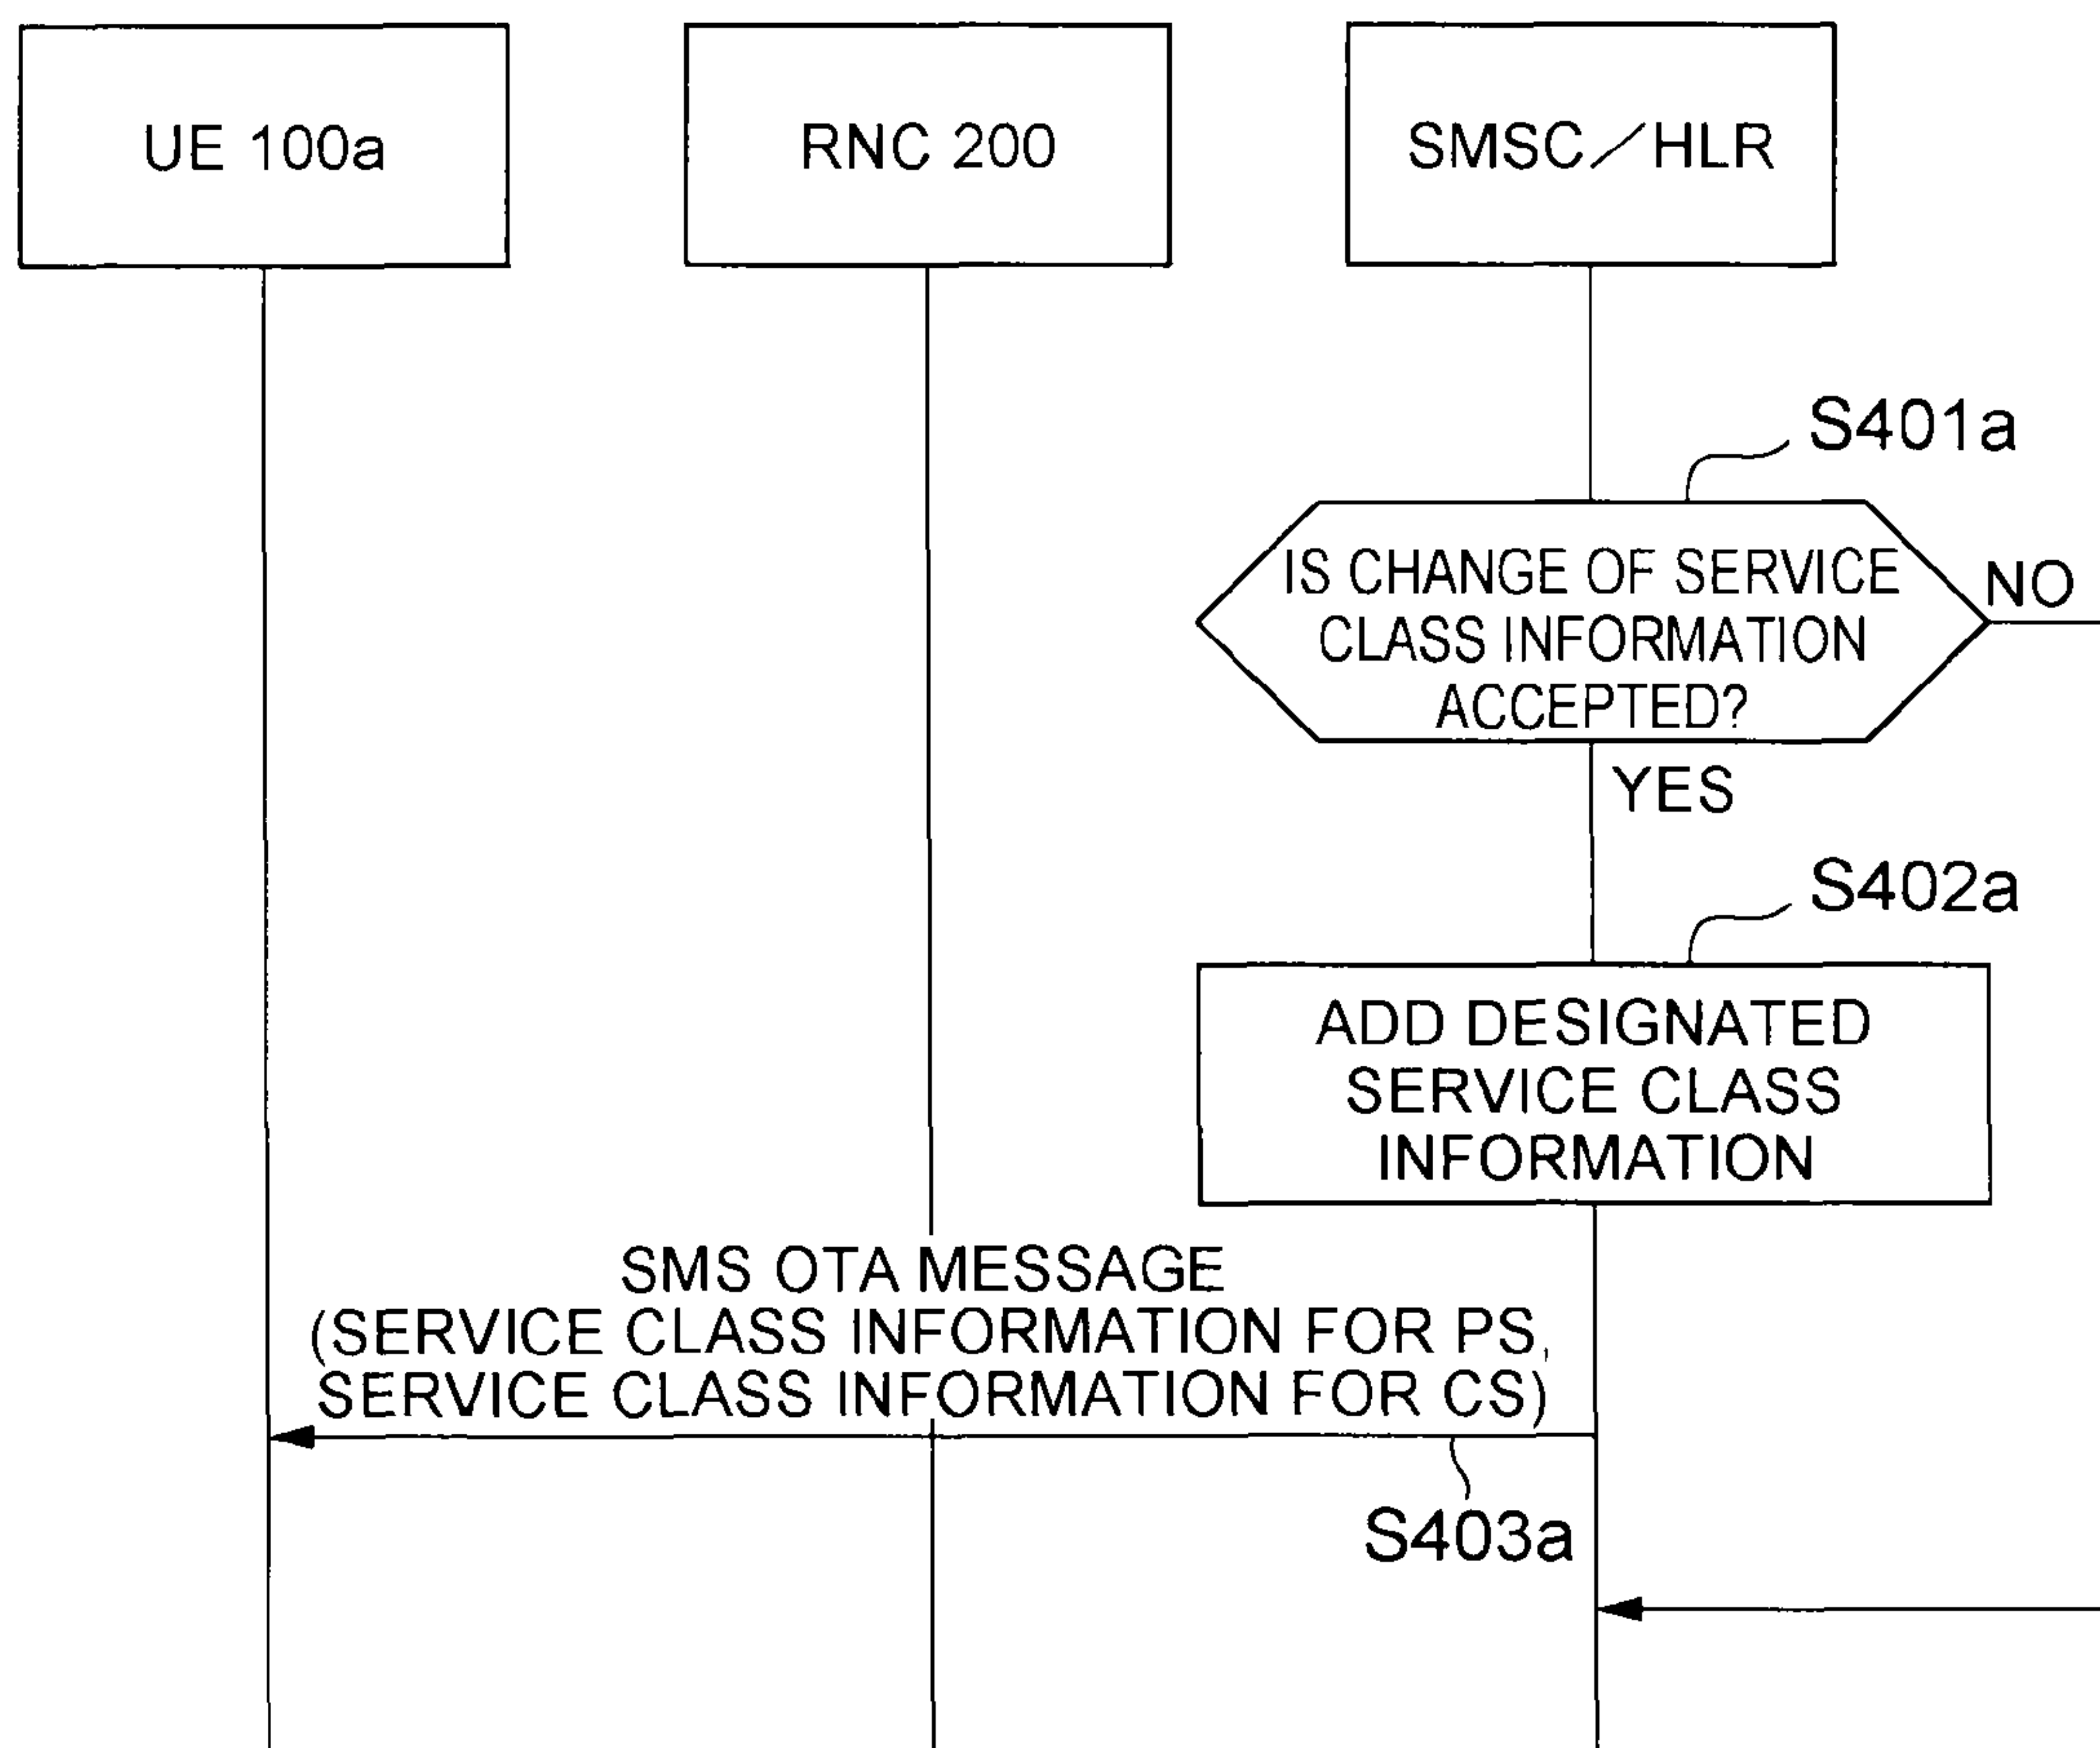 UE 100a
RNC 200
SMSC/HLR
S401a
IS CHANGE OF SERVICE
CLASS INFORMATION
ACCEPTED?
NO
YES
S402a
ADD DESIGNATED
SERVICE CLASS
INFORMATION
SMS OTA MESSAGE
(SERVICE CLASS INFORMATION FOR PS,
SERVICE CLASS INFORMATION FOR CS)
S403a